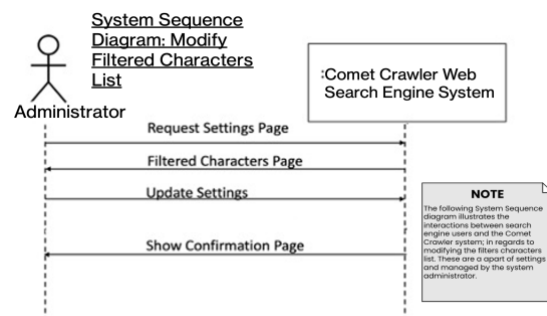 System Sequence
Diagram: Modify
Filtered Characters
List
:Comet Crawler Web
Search Engine System
Administrator
Request Settings Page
Filtered Characters Page
Update Settings
Show Confirmation Page
NOTE
The following System Sequence
diagram illustrates the
interactions between search
engine users and the Comet
Crawler system; in regards to
modifying the filters characters
list. These are a apart of settings
and managed by the system
administrator.